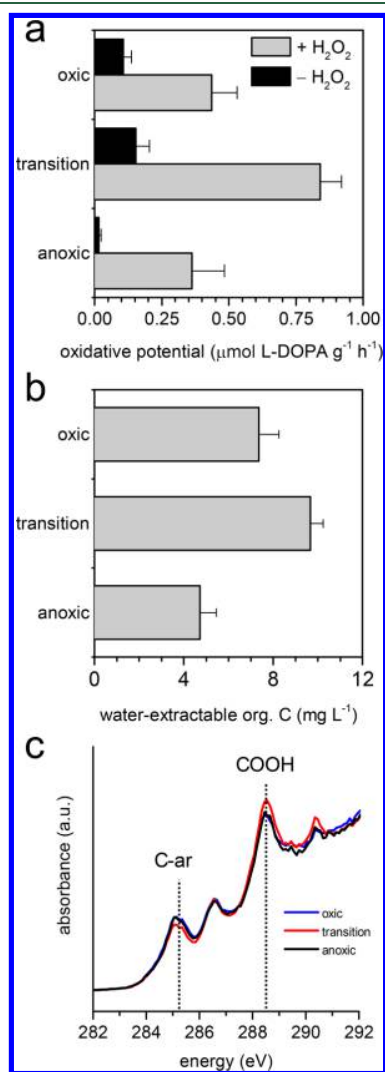 a
+ H₂O₂
− H₂O₂
oxic
transition
anoxic
0.00 0.25 0.50 0.75 1.00
oxidative potential (μmol L-DOPA g⁻¹ h⁻¹)
b
oxic
transition
anoxic
0 4 8 12
water-extractable org. C (mg L⁻¹)
c
COOH
C-ar
absorbance (a.u.)
oxic
transition
anoxic
282 284 286 288 290 292
energy (eV)